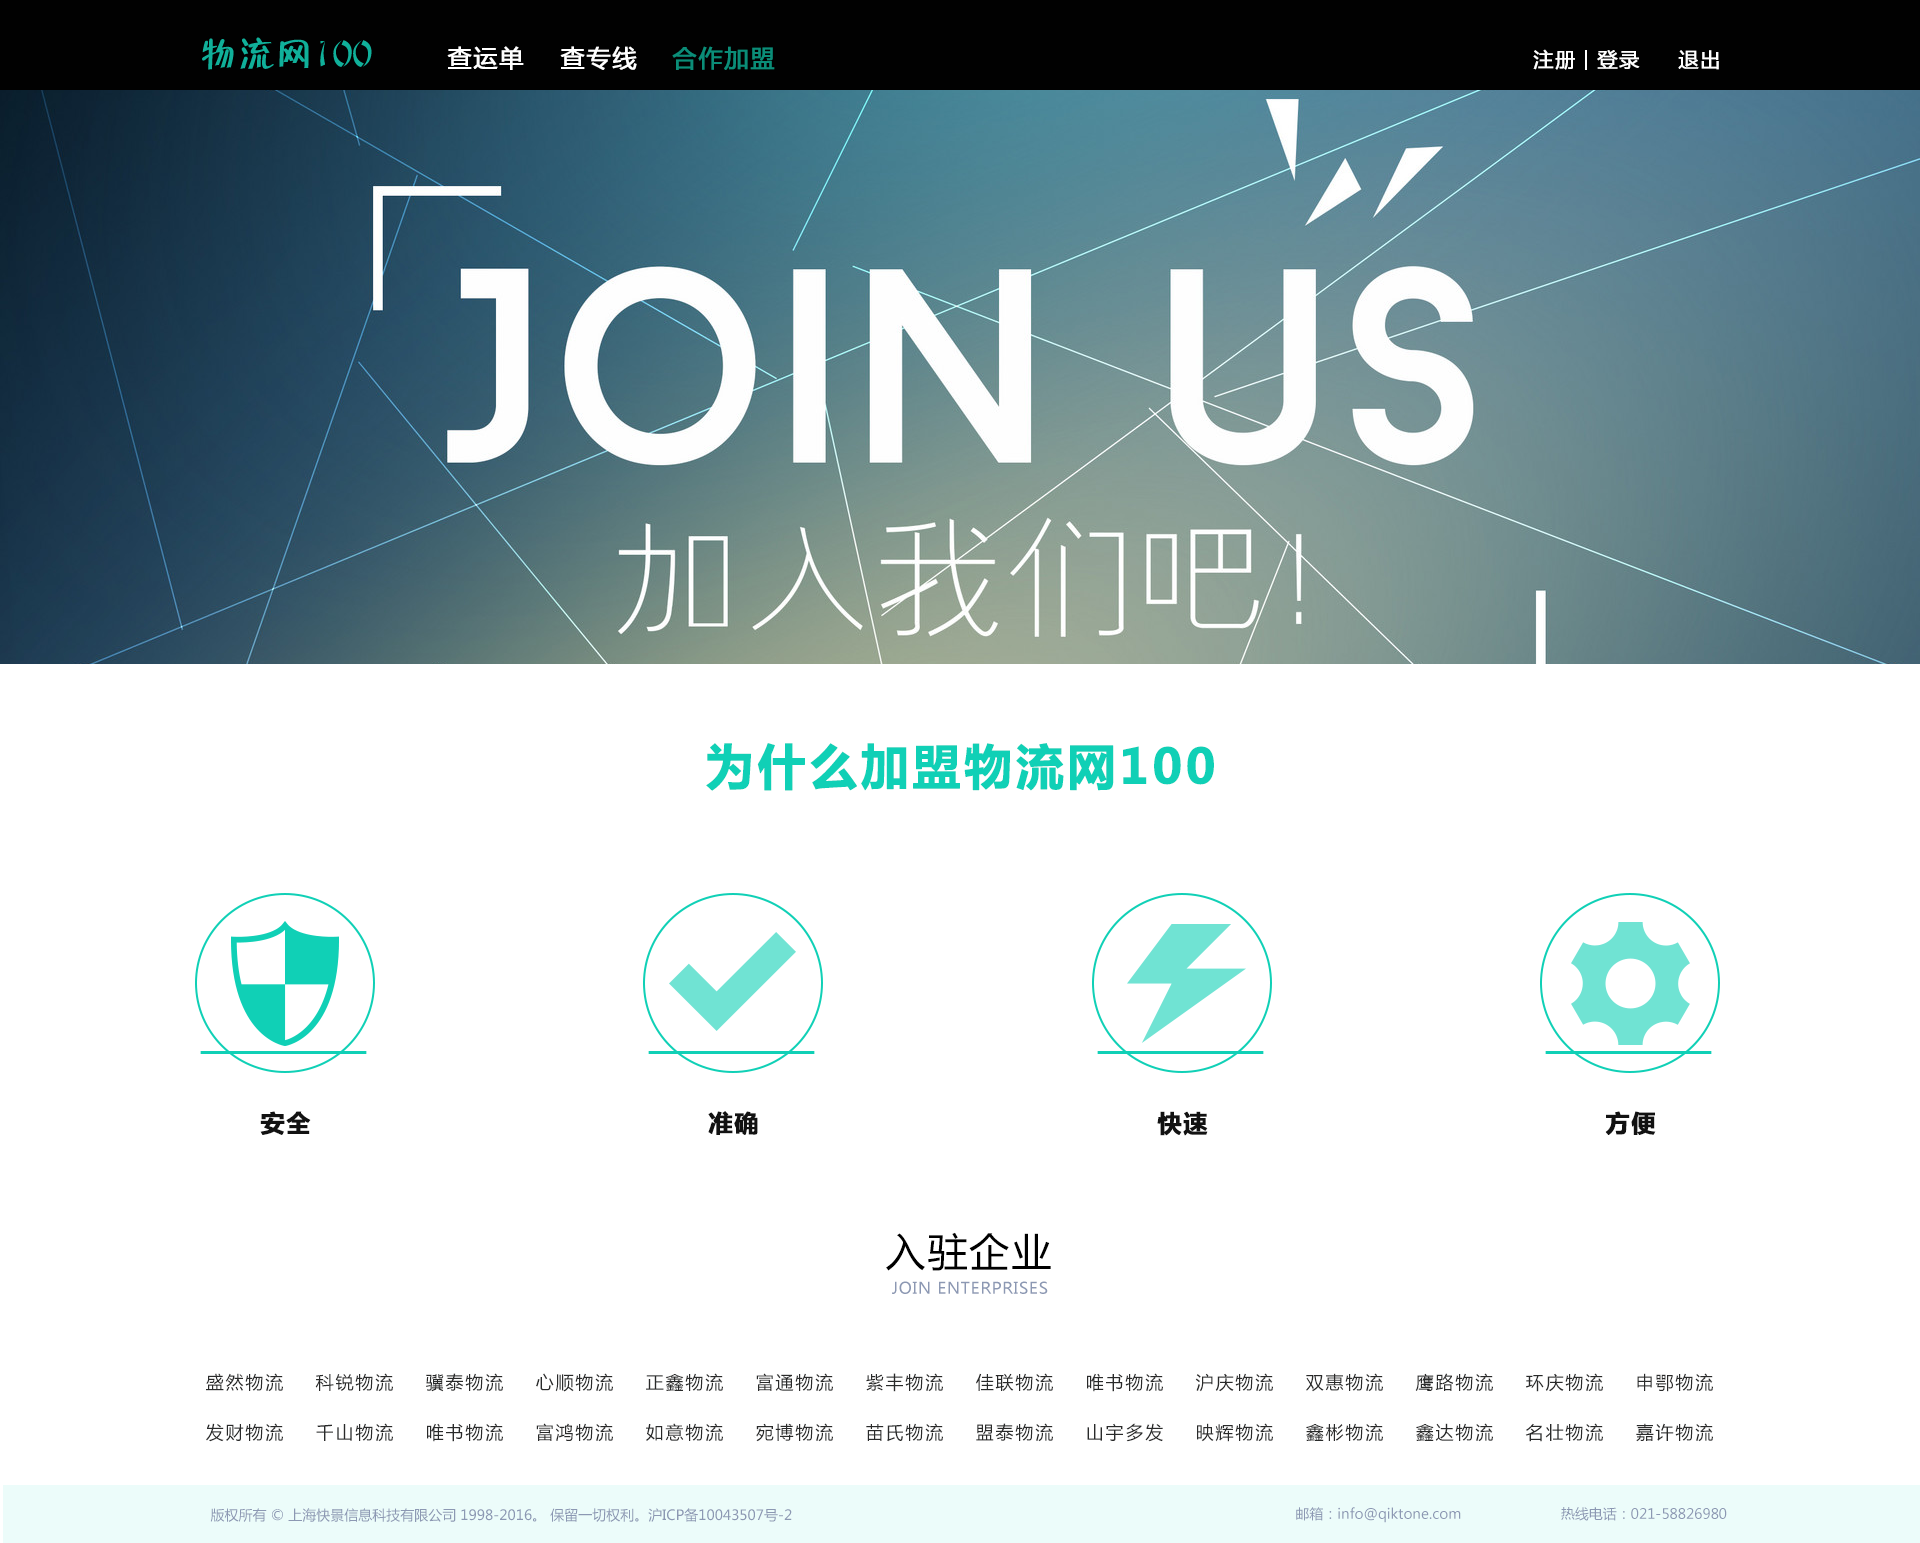 物流网100 查运单 查专线 合作加盟 注册 | 登录 退出
JOIN US
加入我们吧！
为什么加盟物流网100
安全 准确 快速 方便
入驻企业
JOIN ENTERPRISES
盛然物流 科锐物流 骥泰物流 心顺物流 正鑫物流 富通物流 紫丰物流 佳联物流 唯书物流 沪庆物流 双惠物流 鹰路物流 环庆物流 申鄂物流
发财物流 千山物流 唯书物流 富鸿物流 如意物流 宛博物流 苗氏物流 盟泰物流 山宇多发 映辉物流 鑫彬物流 鑫达物流 名壮物流 嘉许物流
版权所有 © 上海快景信息科技有限公司 1998-2016。 保留一切权利。沪ICP备10043507号-2 邮箱：info@qiktone.com 热线电话：021-58826980